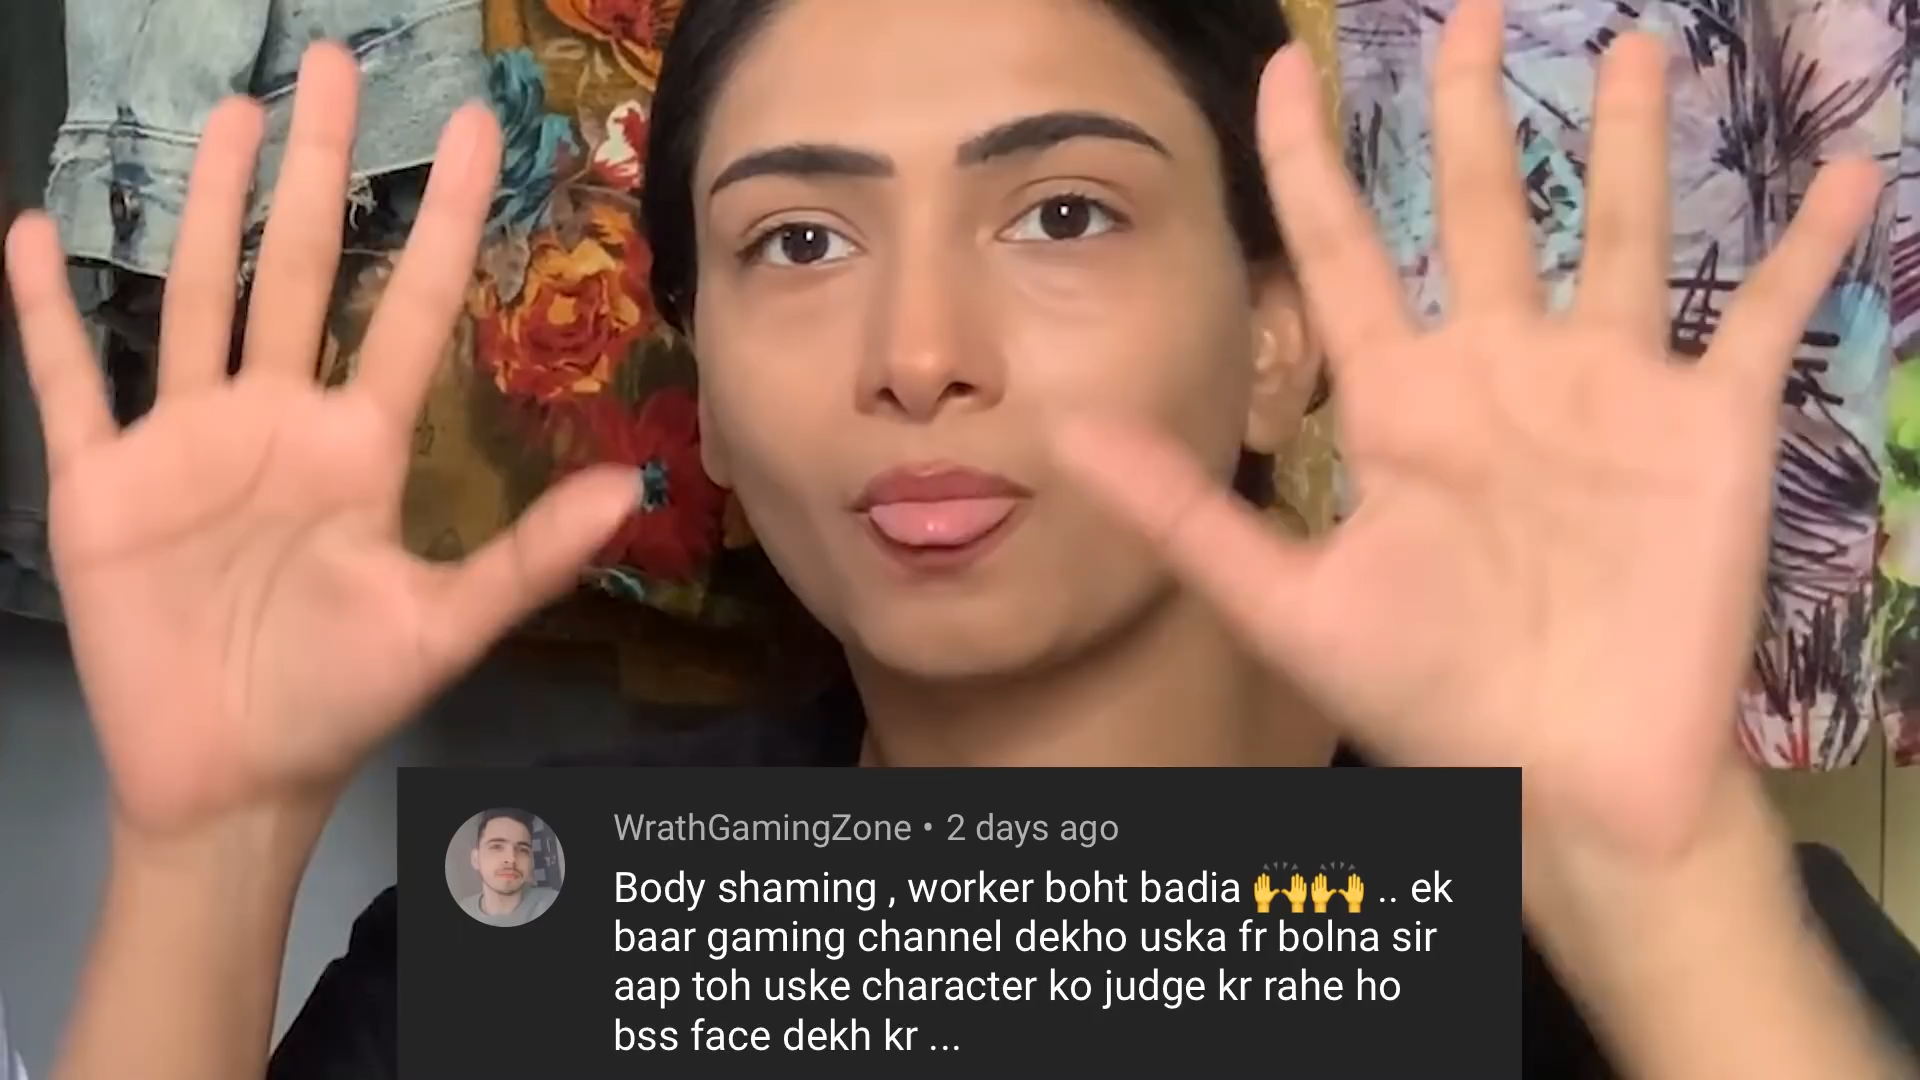 WrathGamingZone • 2 days ago
Body shaming , worker boht badia 🙌🙌 .. ek
baar gaming channel dekho uska fr bolna sir
aap toh uske character ko judge kr rahe ho
bss face dekh kr ...